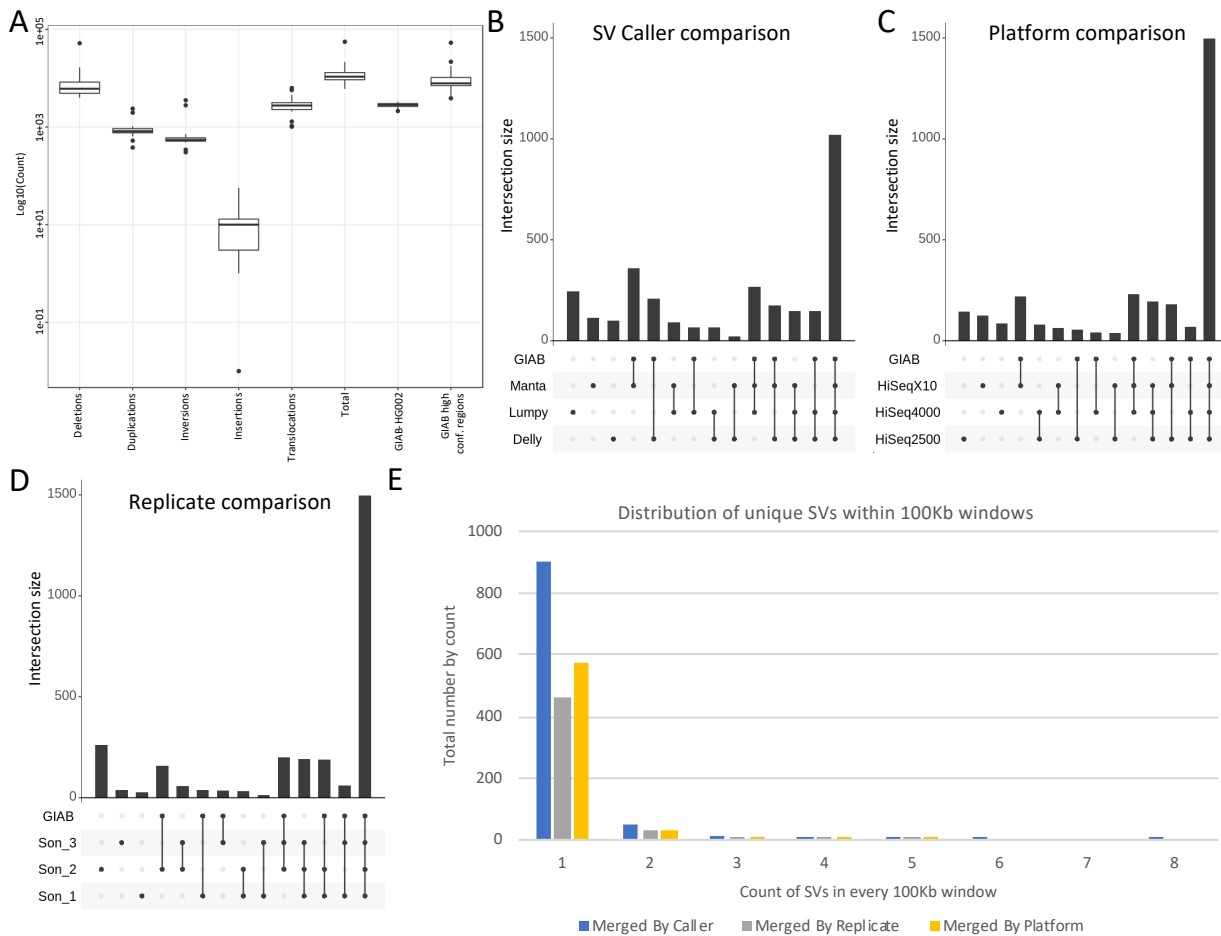 A
1e+05
1e+03
1e+01
1e-01
Log10(Count)
Deletions
Duplications
Inversions
Insertions
Translocations
Total
GIAB-HG002
GIAB high
conf. regions
B
SV Caller comparison
Intersection size
1500
1000
500
0
GIAB
Manta
Lumpy
Delly
C
Platform comparison
Intersection size
1500
1000
500
0
GIAB
HiSeqX10
HiSeq4000
HiSeq2500
D
Replicate comparison
Intersection size
1500
1000
500
0
GIAB
Son_3
Son_2
Son_1
E
Distribution of unique SVs within 100Kb windows
Total number by count
1000
800
600
400
200
0
1 2 3 4 5 6 7 8
Count of SVs in every 100Kb window
Merged By Caller Merged By Replicate Merged By Platform